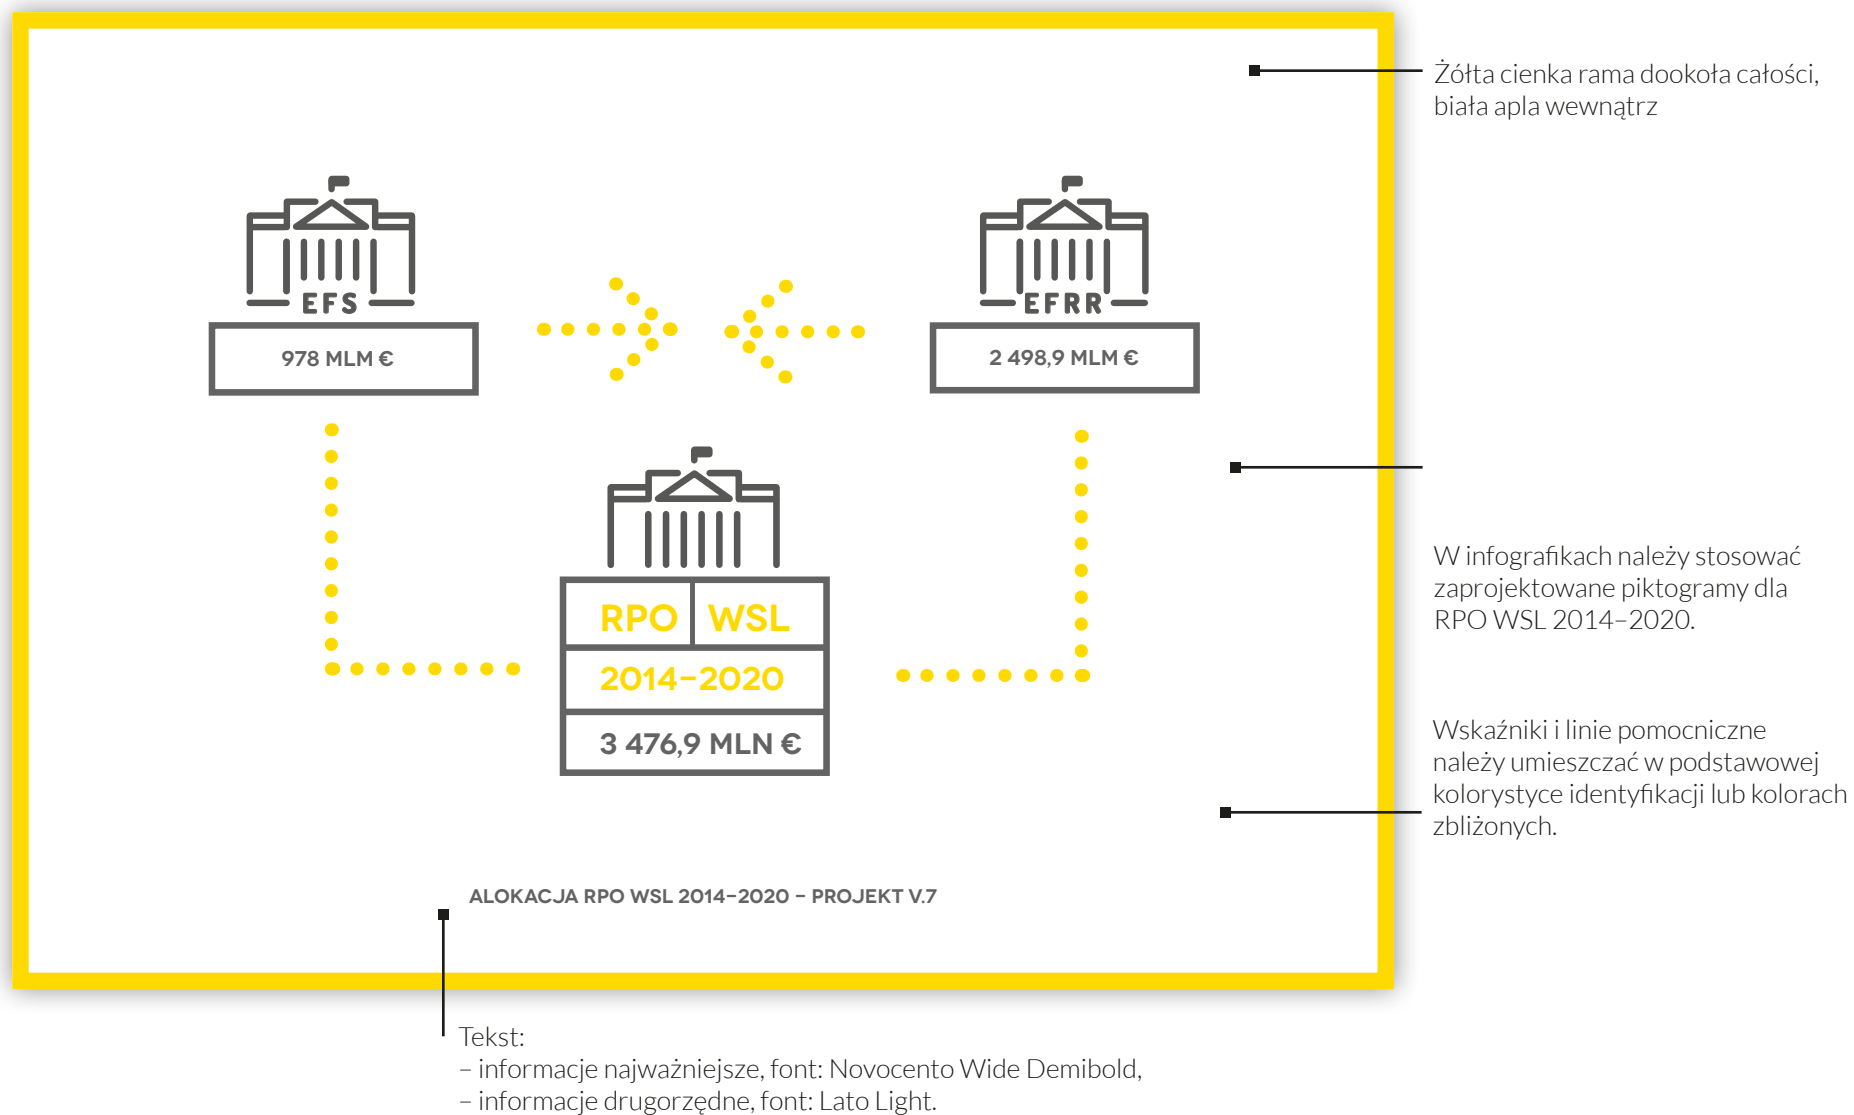 Żółta cienka rama dookoła całości,
biała apla wewnątrz
EFS
978 MLM €
EFRR
2 498,9 MLM €
RPO WSL
2014–2020
3 476,9 MLN €
W infografikach należy stosować
zaprojektowane piktogramy dla
RPO WSL 2014–2020.
Wskaźniki i linie pomocniczne
należy umieszczać w podstawowej
kolorystyce identyfikacji lub kolorach
zbliżonych.
ALOKACJA RPO WSL 2014–2020 – PROJEKT V.7
Tekst:
– informacje najważniejsze, font: Novocento Wide Demibold,
– informacje drugorzędne, font: Lato Light.